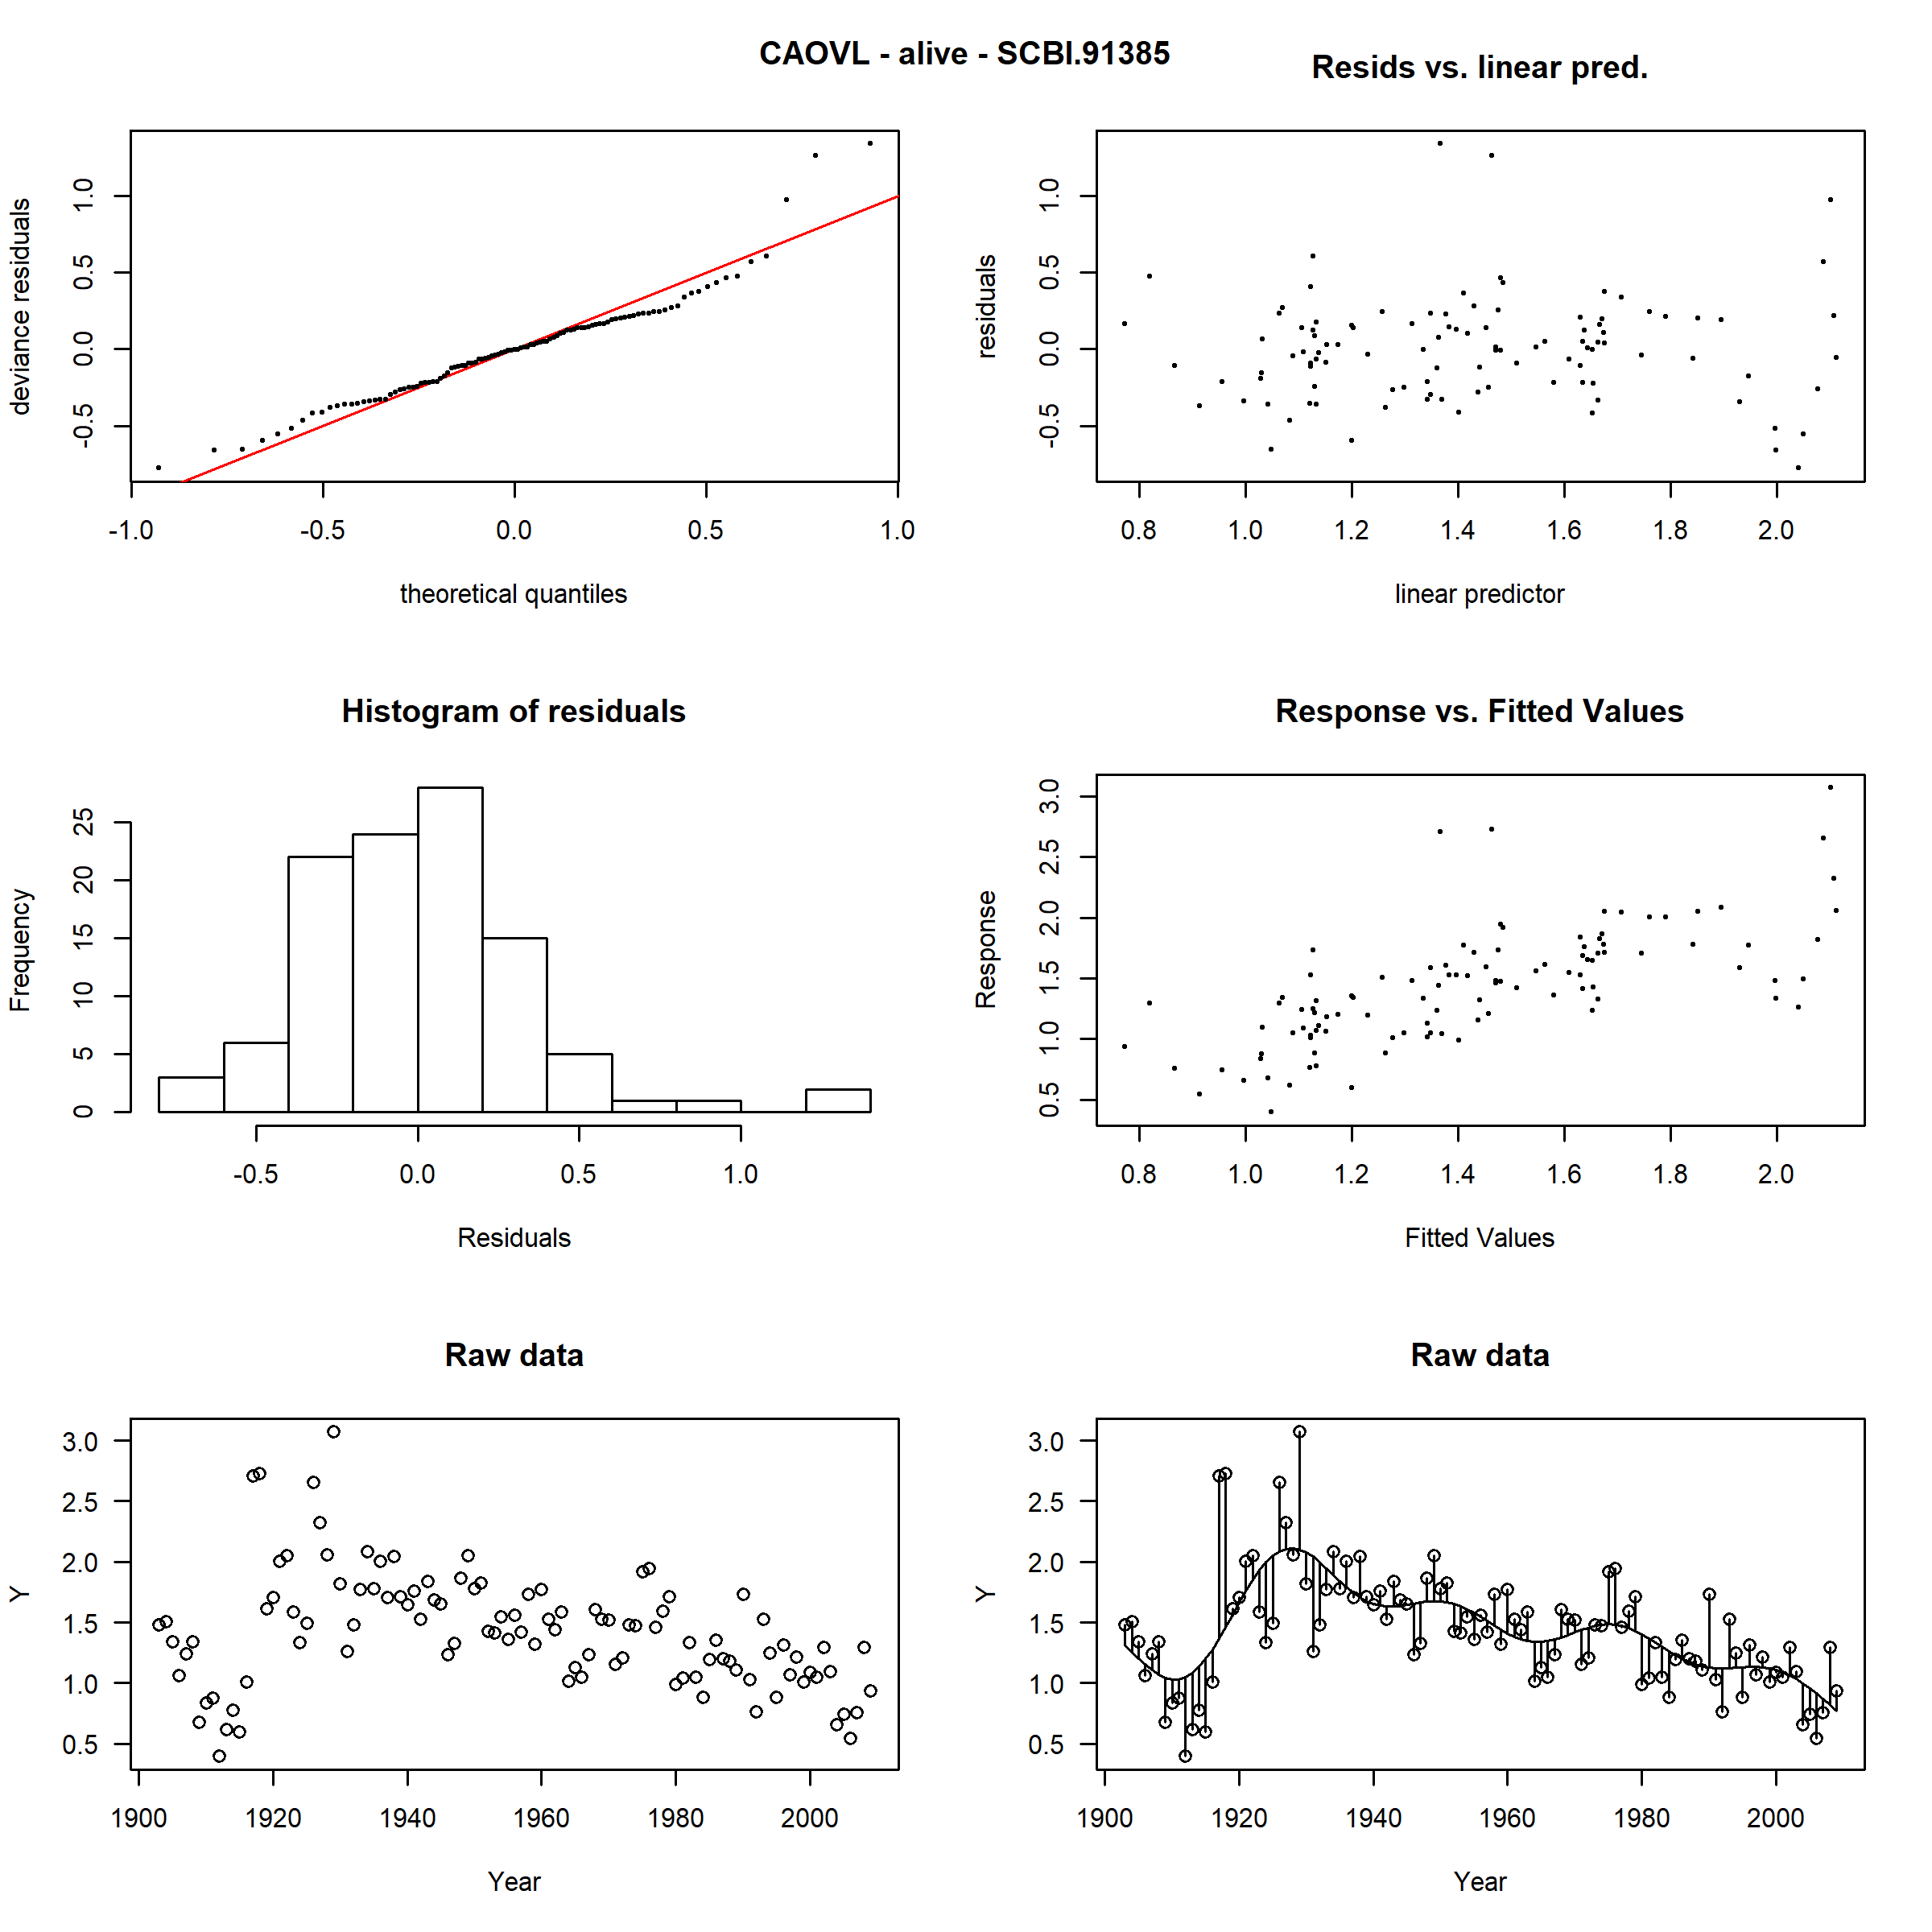 CAOVL - alive - SCBI.91385
deviance residuals
1.0
0.5
0.0
-0.5
-1.0 -0.5 0.0 0.5 1.0
theoretical quantiles
Resids vs. linear pred.
residuals
1.0
0.5
0.0
-0.5
0.8 1.0 1.2 1.4 1.6 1.8 2.0
linear predictor
Histogram of residuals
Frequency
25
20
15
10
5
0
-0.5 0.0 0.5 1.0
Residuals
Response vs. Fitted Values
Response
3.0
2.5
2.0
1.5
1.0
0.5
0.8 1.0 1.2 1.4 1.6 1.8 2.0
Fitted Values
Raw data
Y
3.0
2.5
2.0
1.5
1.0
0.5
1900 1920 1940 1960 1980 2000
Year
Raw data
Y
3.0
2.5
2.0
1.5
1.0
0.5
1900 1920 1940 1960 1980 2000
Year